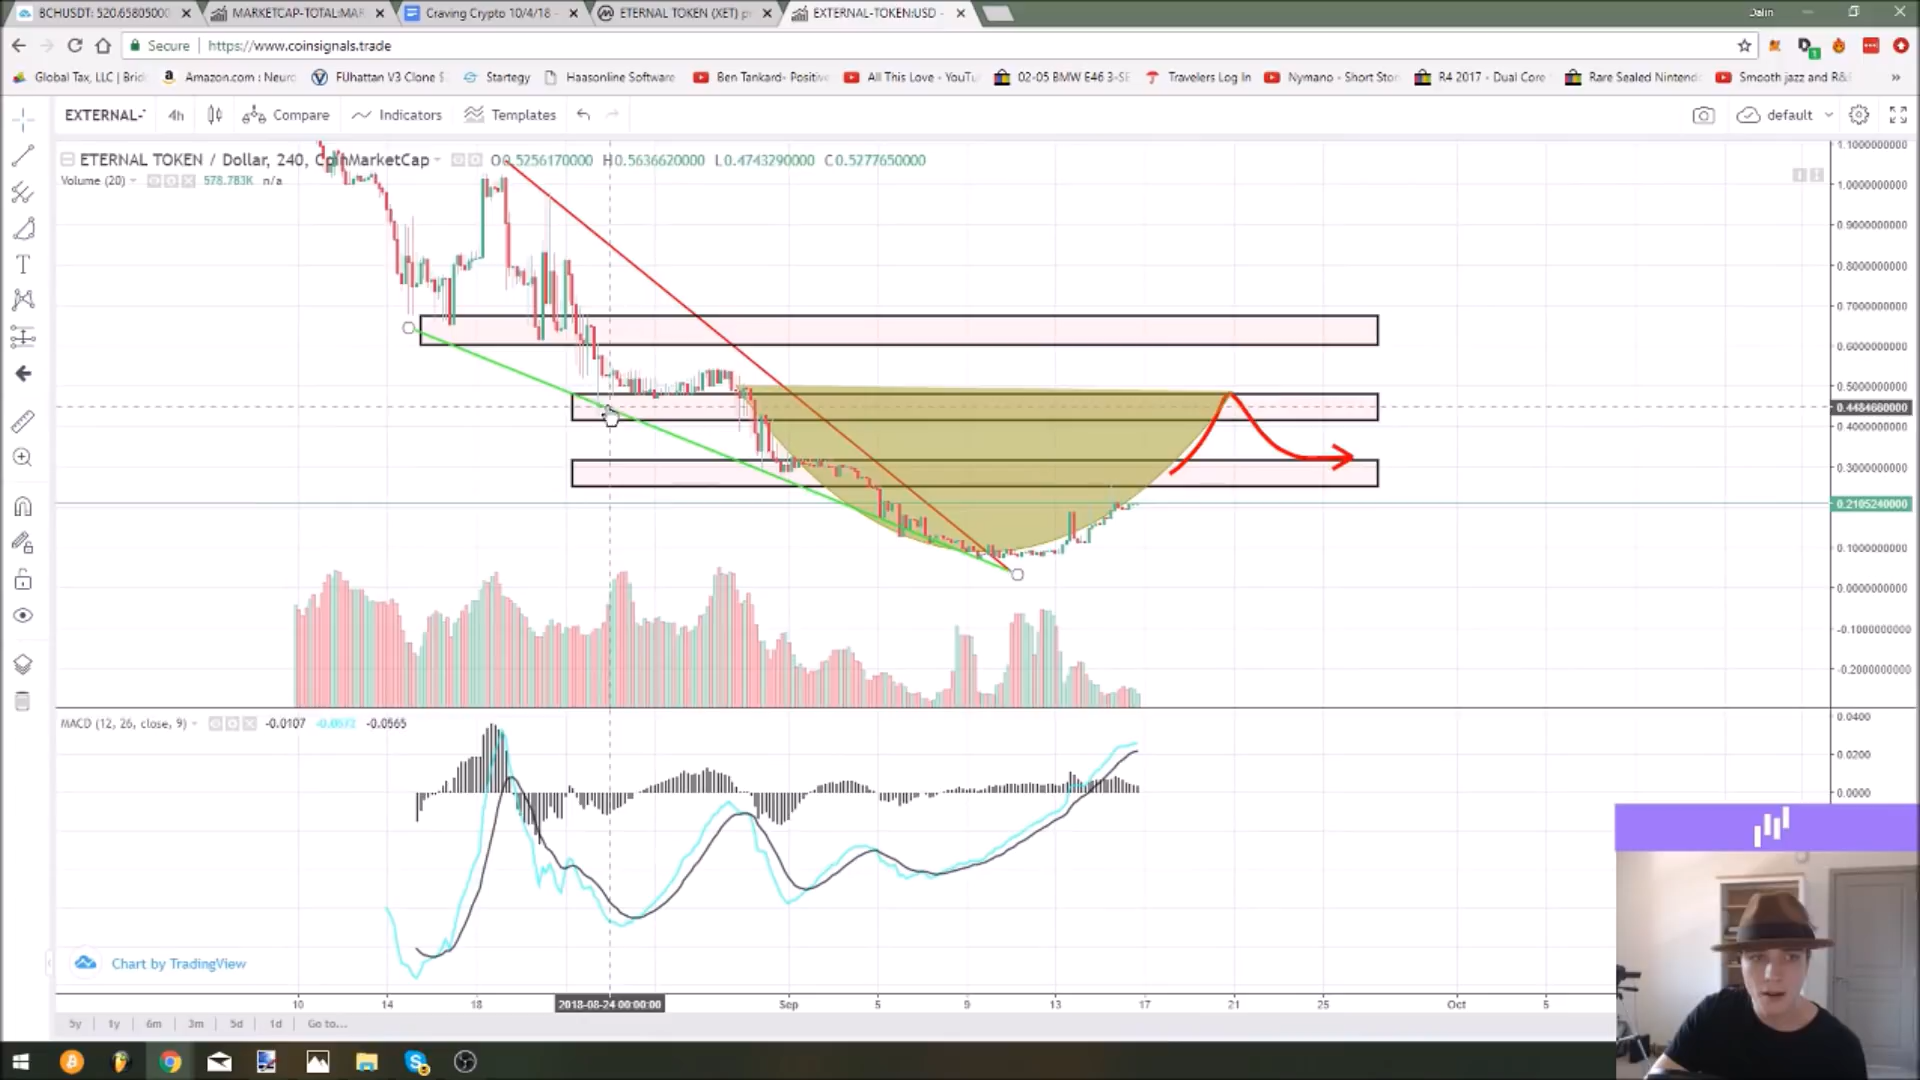 BCHUSDT: 520.65805000
MARKETCAP-TOTAL:MAR
Craving Crypto 10/4/18 -
ETERNAL TOKEN (XET) p
EXTERNAL-TOKEN:USD -
Dalin
Secure
https://www.coinsignals.trade
Global Tax, LLC | Brid
Amazon.com : Neuro
FUhattan V3 Clone $
Startegy
Haasonline Software
Ben Tankard- Positive
All This Love - YouTu
02-05 BMW E46 3-SE
Travelers Log In
Nymano - Short Stor
R4 2017 - Dual Core
Rare Sealed Nintend
Smooth jazz and R&B
»
EXTERNAL-T
4h
Compare
Indicators
Templates
default
ETERNAL TOKEN / Dollar, 240, CoinMarketCap
O0.5256170000 H0.5636620000 L0.4743290000 C0.5277650000
Volume (20)
578.783K n/a
1.1000000000
1.0000000000
0.9000000000
0.8000000000
0.7000000000
0.6000000000
0.5000000000
0.4484660000
0.4000000000
0.3000000000
0.2105240000
0.1000000000
0.0000000000
-0.1000000000
-0.2000000000
MACD (12, 26, close, 9)
-0.0107 -0.0672 -0.0565
0.0400
0.0200
0.0000
Chart by TradingView
10
14
18
2018-08-24 00:00:00
Sep
5
9
13
17
21
25
Oct
5
5y
1y
6m
3m
5d
1d
Go to...